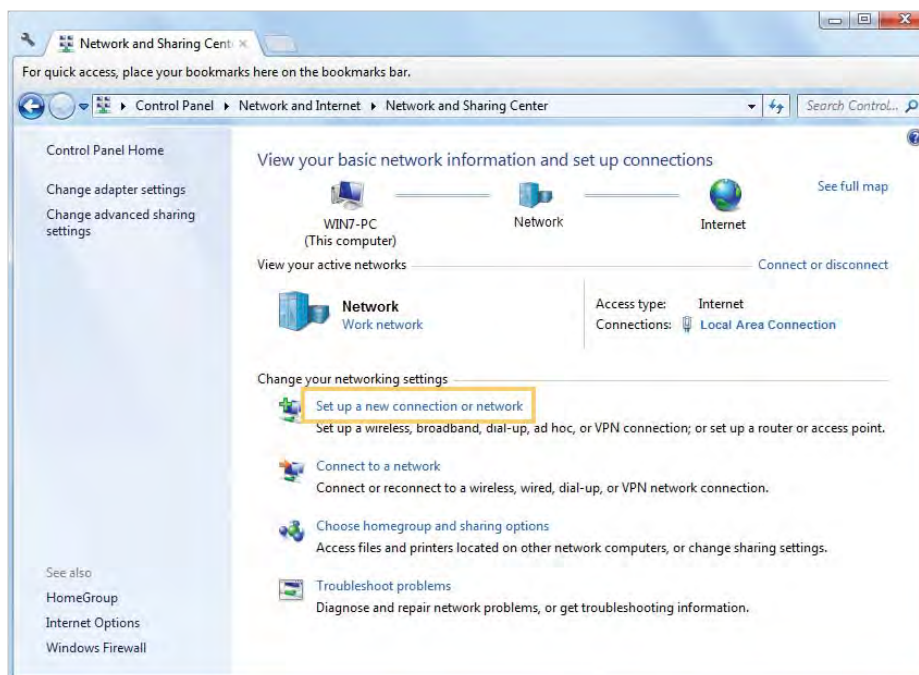 Network and Sharing Cent
For quick access, place your bookmarks here on the bookmarks bar.
Control Panel Network and Internet Network and Sharing Center Search Control...
Control Panel Home
Change adapter settings
Change advanced sharing
settings
View your basic network information and set up connections
See full map
WIN7-PC
(This computer)
Network
Internet
View your active networks
Connect or disconnect
Network
Work network
Access type: Internet
Connections: Local Area Connection
Change your networking settings
Set up a new connection or network
Set up a wireless, broadband, dial-up, ad hoc, or VPN connection; or set up a router or access point.
Connect to a network
Connect or reconnect to a wireless, wired, dial-up, or VPN network connection.
Choose homegroup and sharing options
Access files and printers located on other network computers, or change sharing settings.
Troubleshoot problems
Diagnose and repair network problems, or get troubleshooting information.
See also
HomeGroup
Internet Options
Windows Firewall